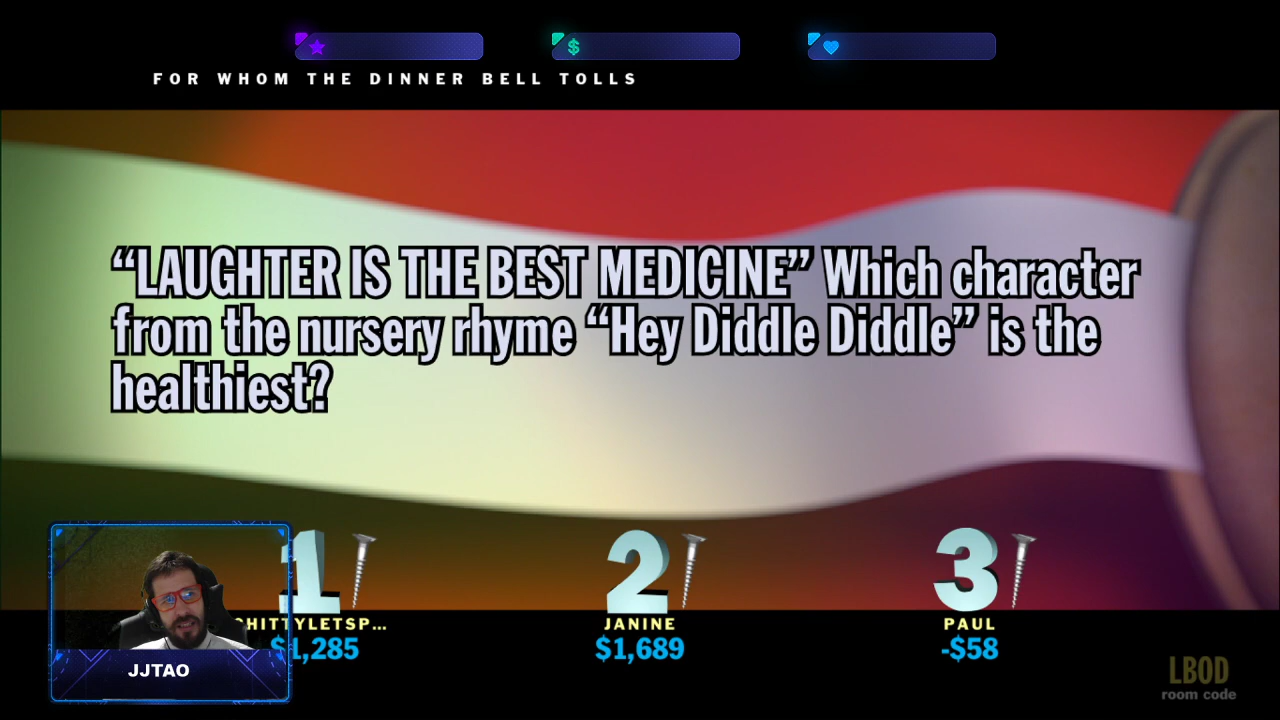 $
FOR WHOM THE DINNER BELL TOLLS
“LAUGHTER IS THE BEST MEDICINE” Which character
from the nursery rhyme “Hey Diddle Diddle” is the
healthiest?
1
2
3
HITTYLETSP...
JANINE
PAUL
$1,285
$1,689
-$58
JJTAO
LBOD
room code